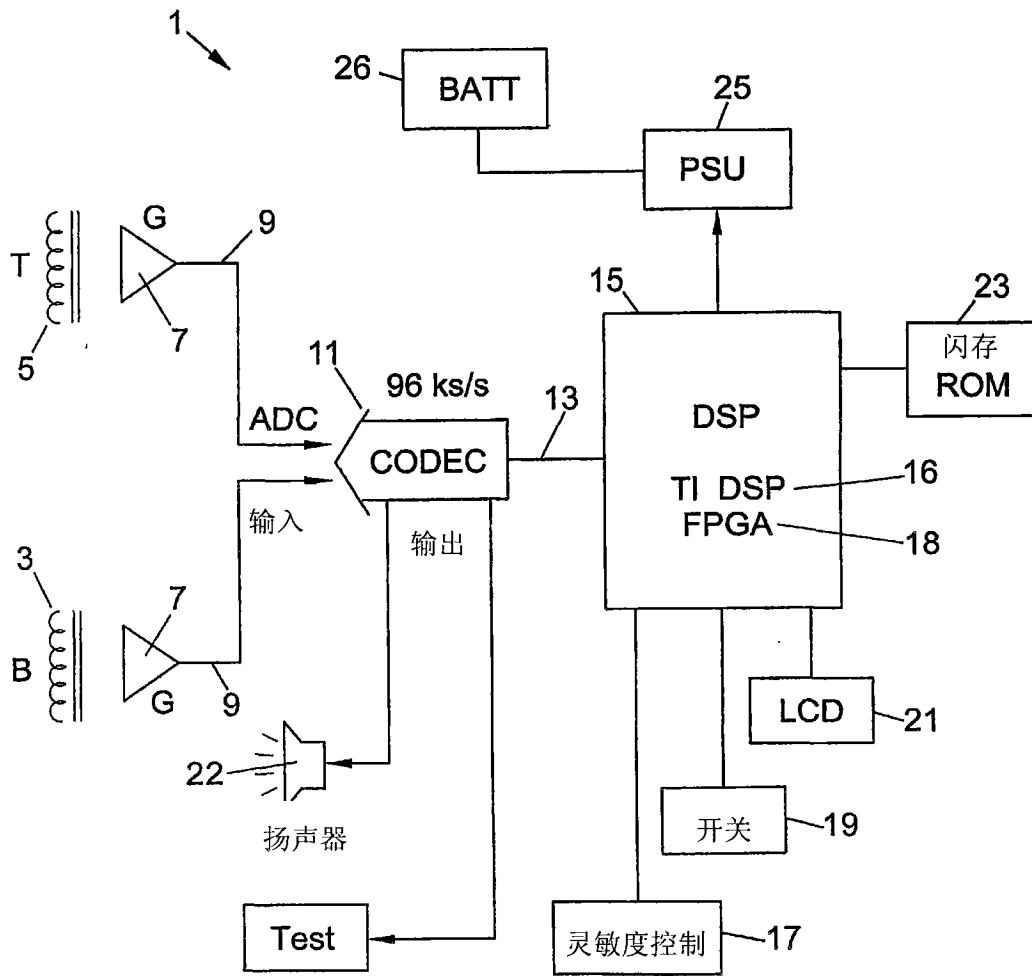 1
26
BATT
25
PSU
T
5
G
7
9
15
23
闪存
ROM
11
96 ks/s
ADC
CODEC
13
DSP
TI DSP
FPGA
16
18
输入
输出
3
B
7
G
9
22
扬声器
LCD
21
开关
19
Test
灵敏度控制
17